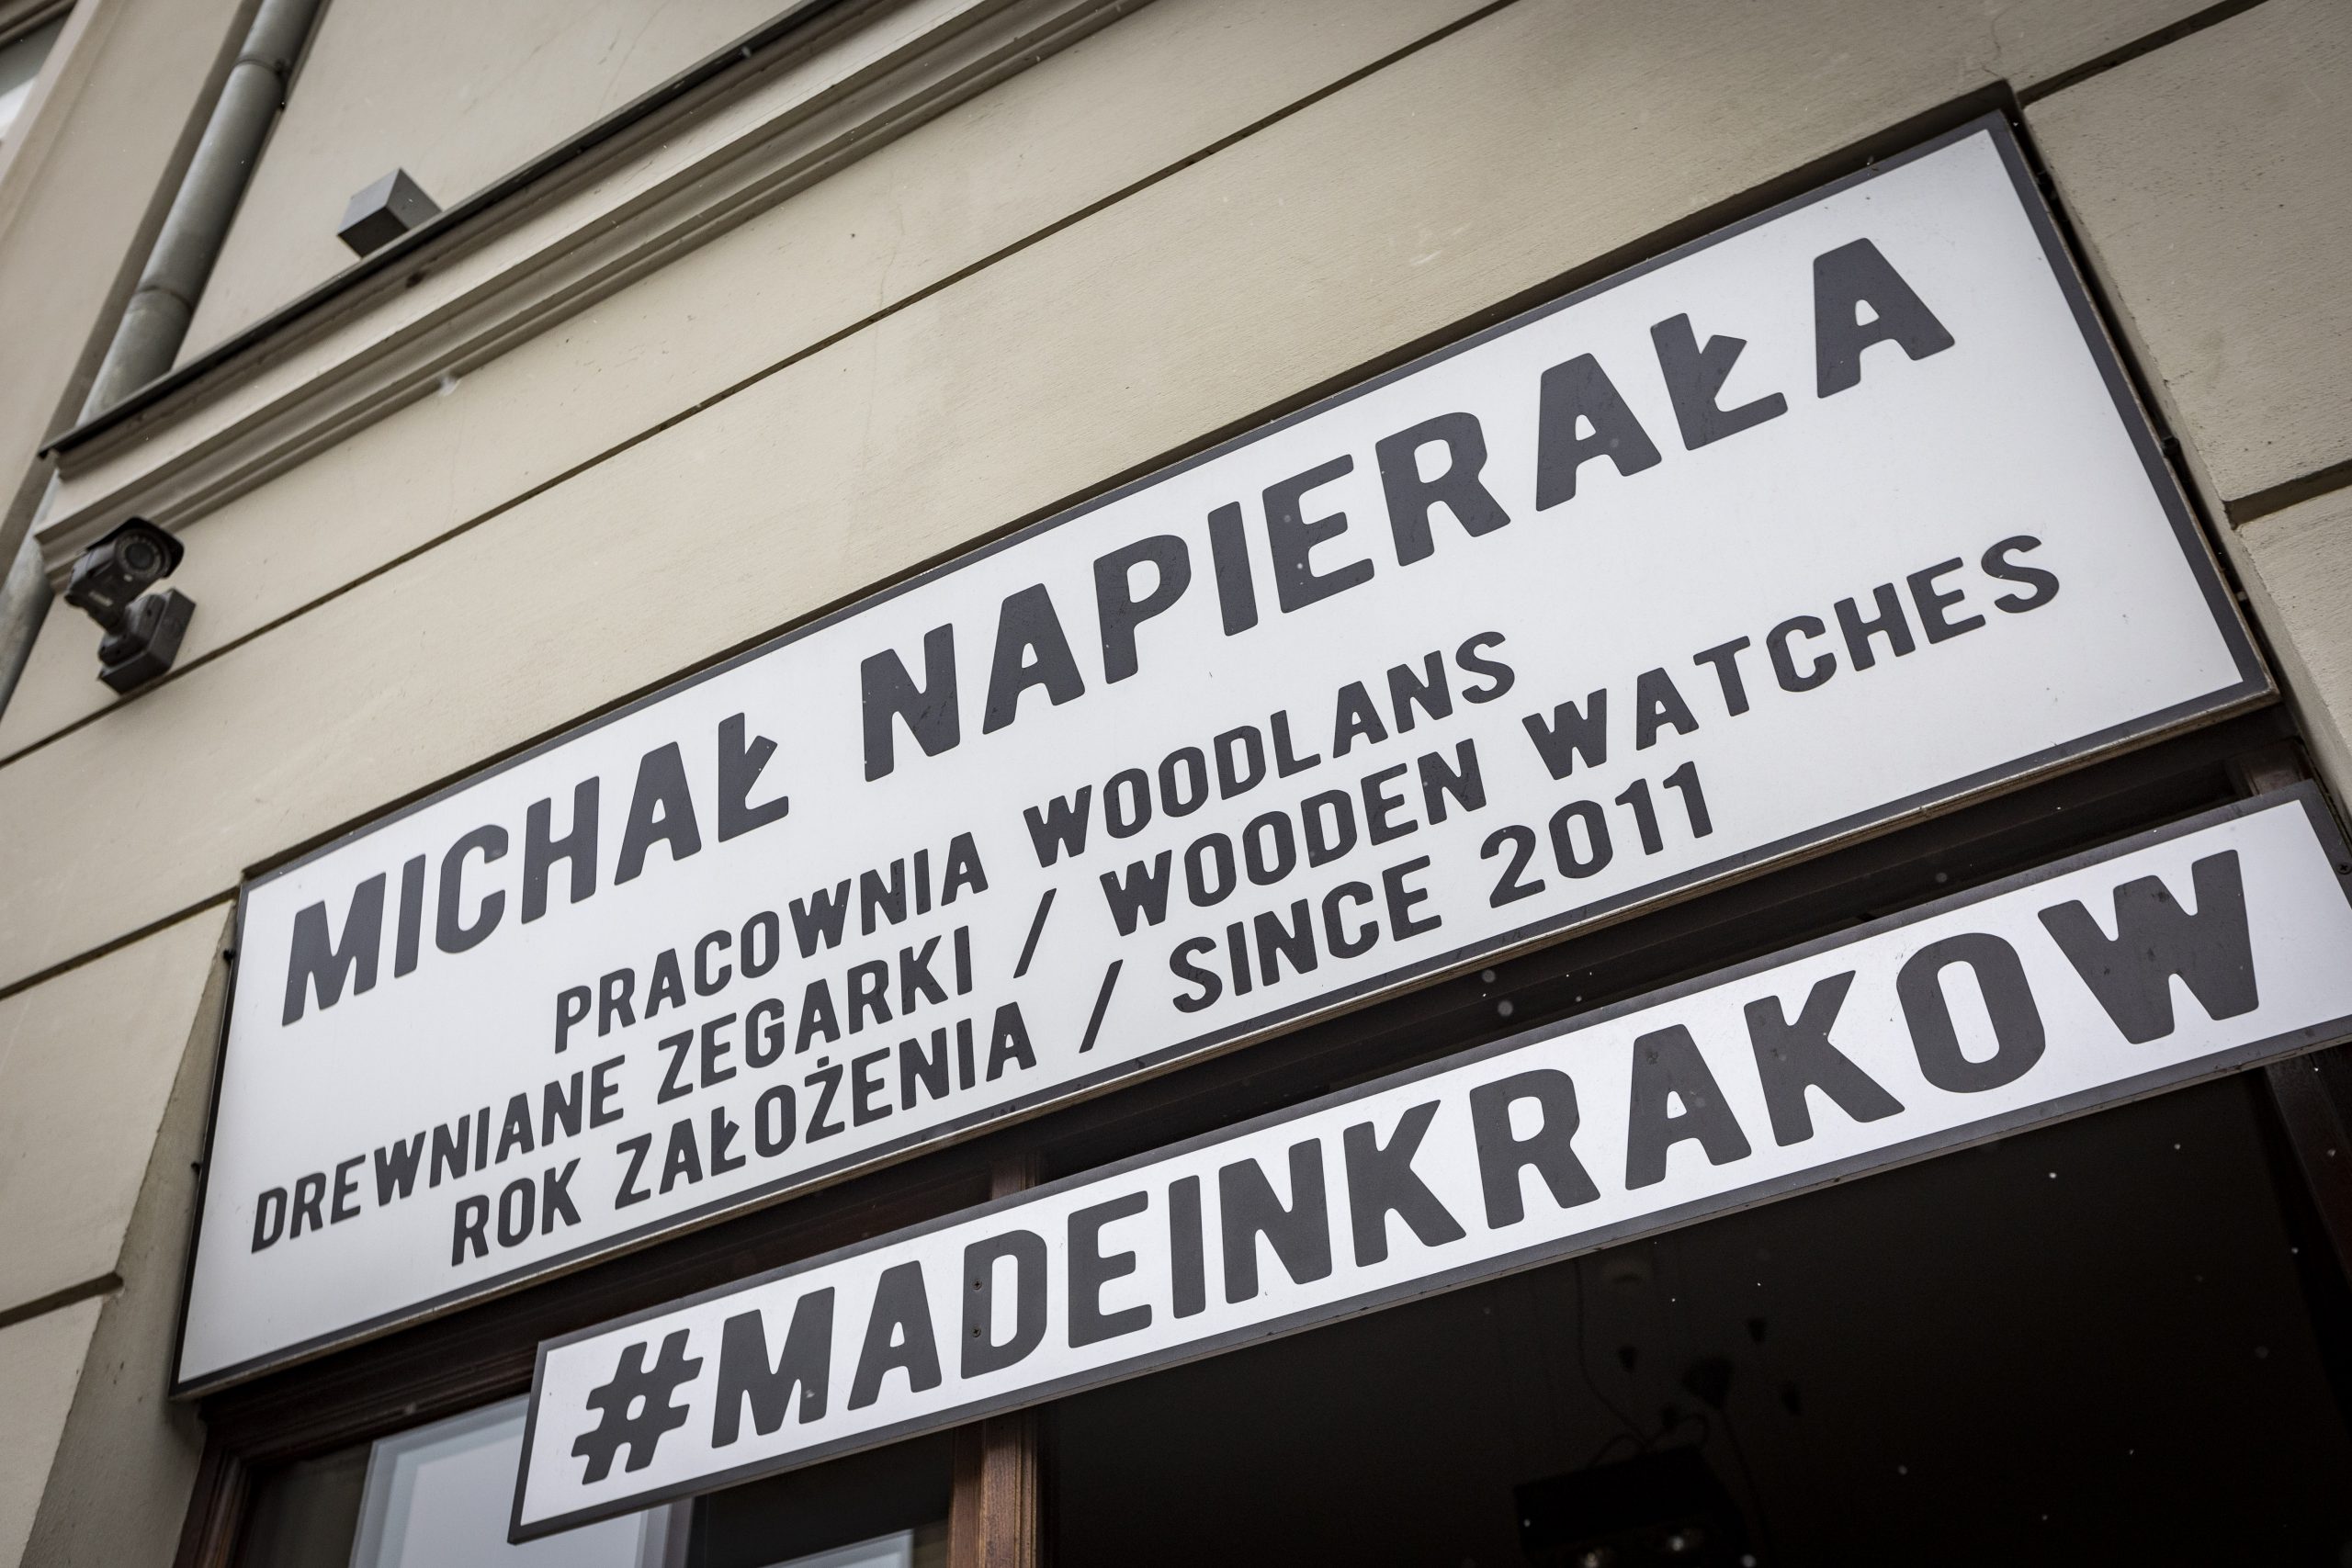 MICHAŁ NAPIERAŁA
PRACOWNIA WOODLANS
DREWNIANE ZEGARKI / WOODEN WATCHES
ROK ZAŁOŻENIA / SINCE 2011
#MADEINKRAKOW